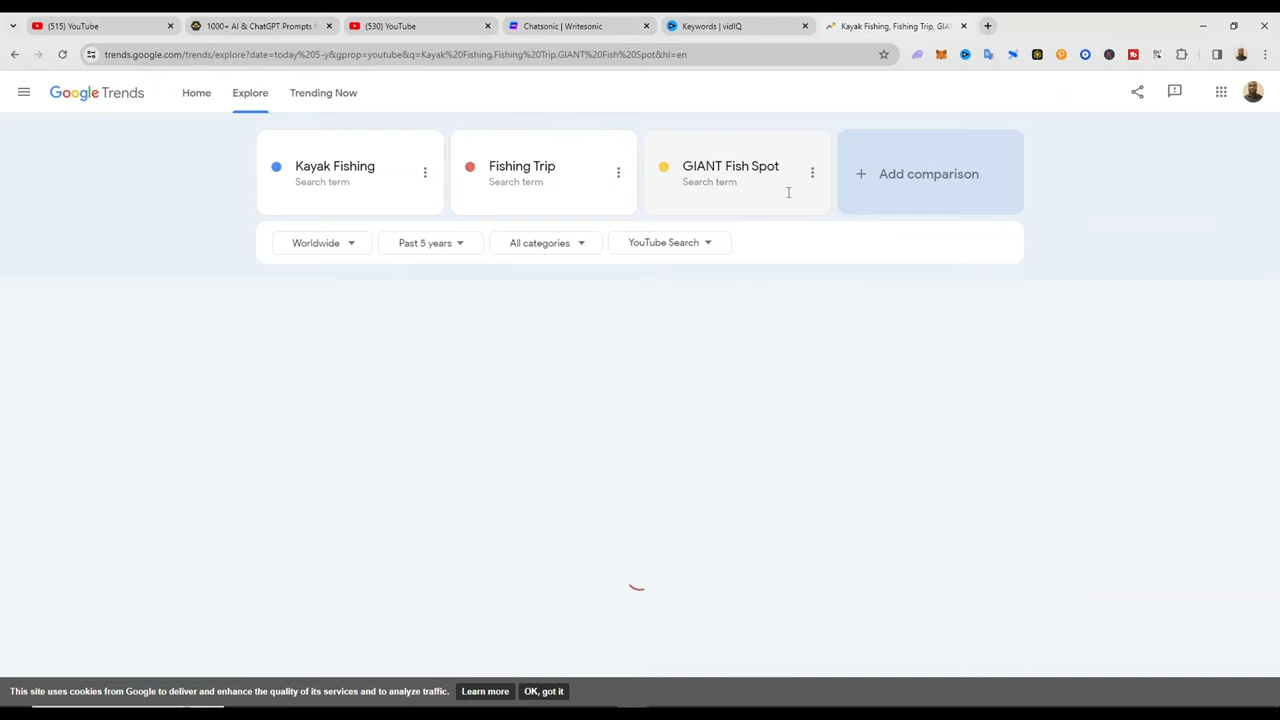 (515) YouTube
1000+ AI & ChatGPT Prompts f
(530) YouTube
Chatsonic | Writesonic
Keywords | vidIQ
Kayak Fishing, Fishing Trip, GIA
trends.google.com/trends/explore?date=today%205-y&gprop=youtube&q=Kayak%20Fishing,Fishing%20Trip,GIANT%20Fish%20Spot&hl=en
Google Trends
Home
Explore
Trending Now
Kayak Fishing
Search term
Fishing Trip
Search term
GIANT Fish Spot
Search term
+ Add comparison
Worldwide
Past 5 years
All categories
YouTube Search
This site uses cookies from Google to deliver and enhance the quality of its services and to analyze traffic.
Learn more
OK, got it